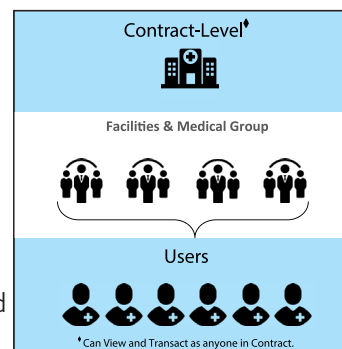 Contract-Level♦
Facilities & Medical Group
Users
d
♦Can View and Transact as anyone in Contract.